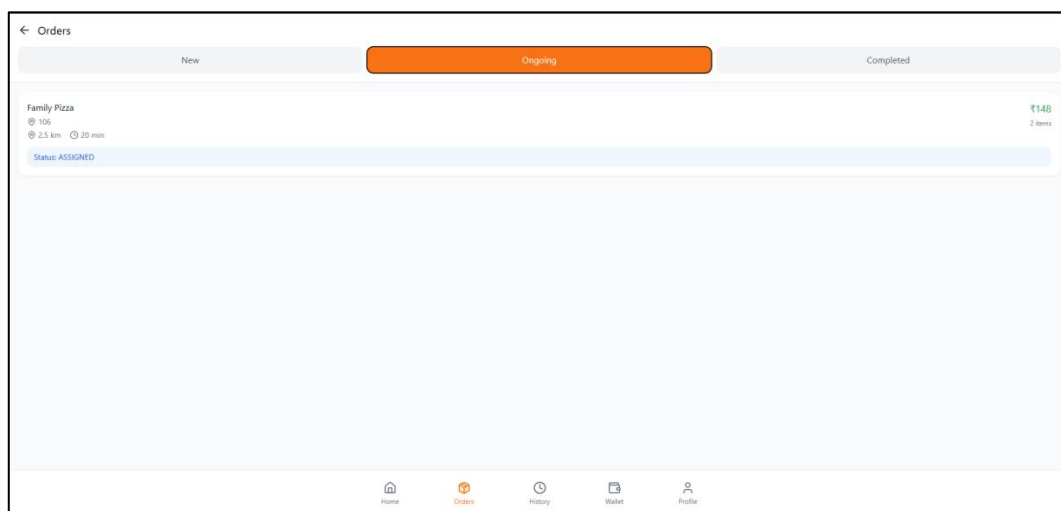 Orders
New
Ongoing
Completed
Family Pizza
₹148
106
2 items
2.5 km 20 min
Status: ASSIGNED
Home
Orders
History
Wallet
Profile